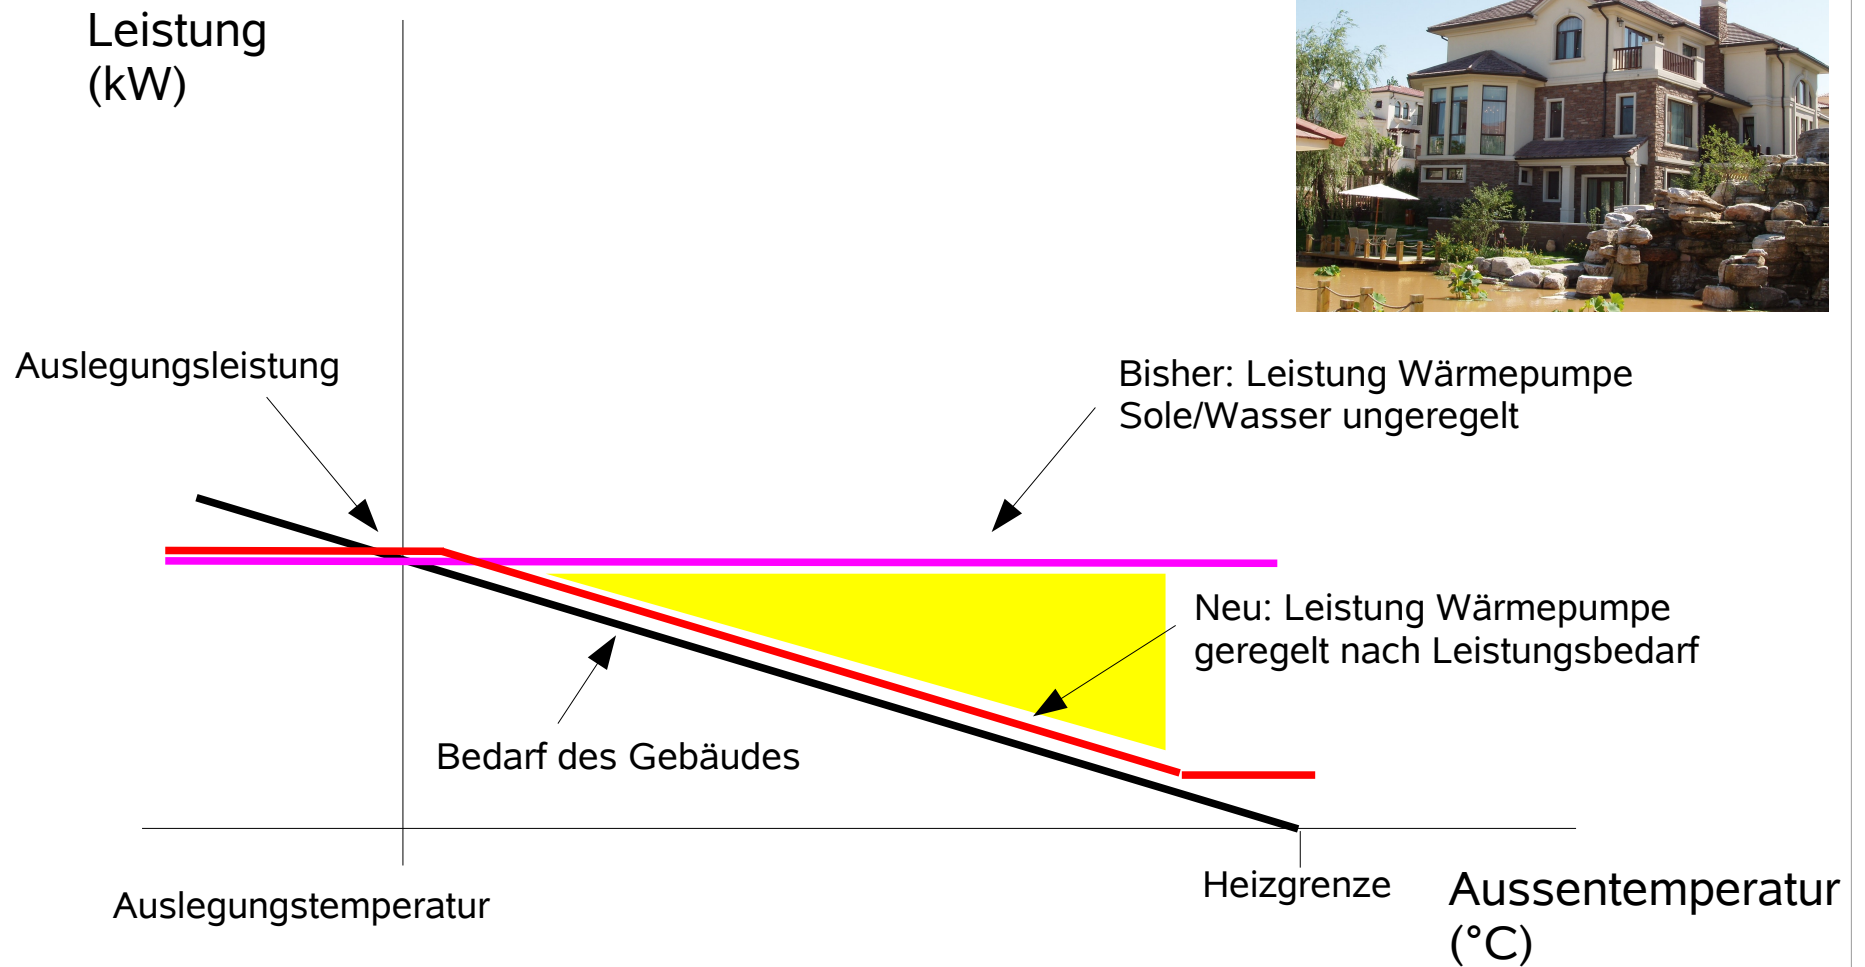 Leistung
(kW)
Auslegungsleistung
Bisher: Leistung Wärmepumpe
Sole/Wasser ungeregelt
Neu: Leistung Wärmepumpe
geregelt nach Leistungsbedarf
Bedarf des Gebäudes
Heizgrenze
Auslegungstemperatur
Aussentemperatur
(°C)